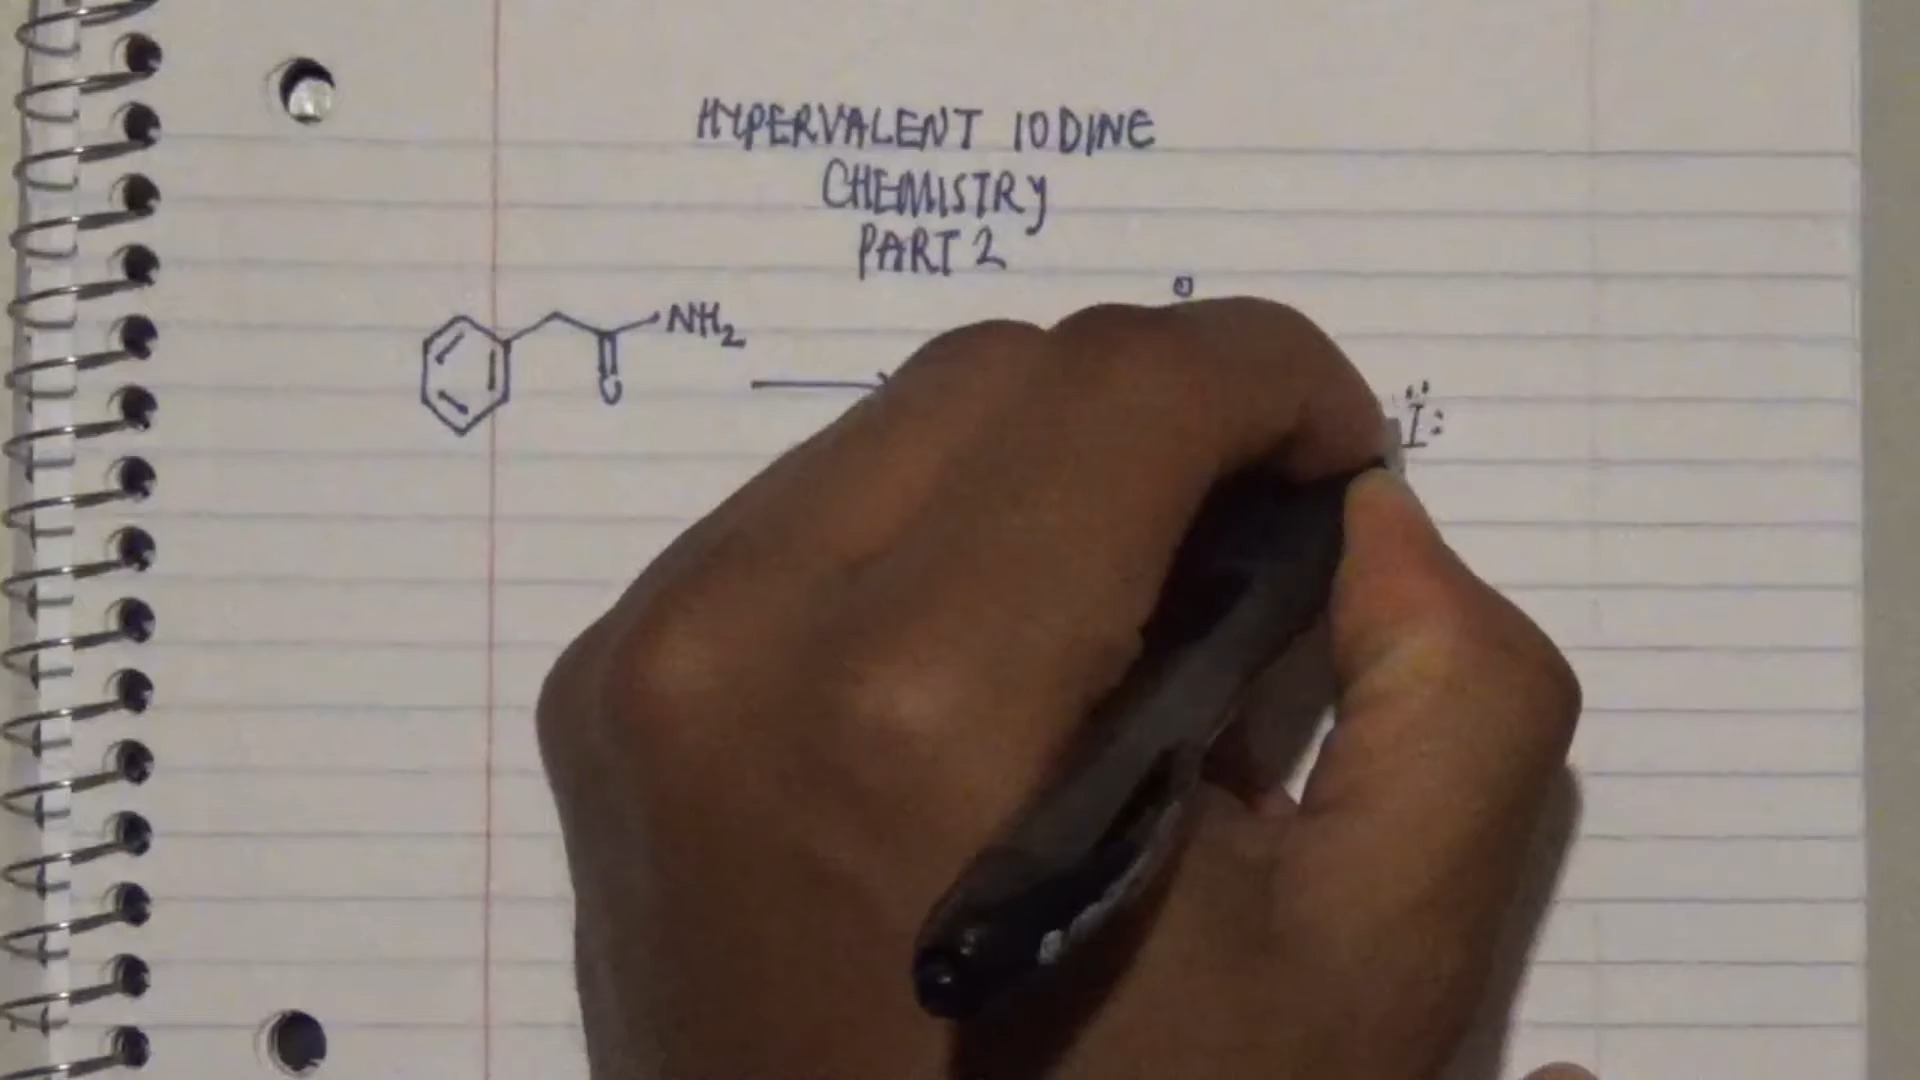 HYPERVALENT IODINE
CHEMISTRY
PART 2
NH2
O
I: